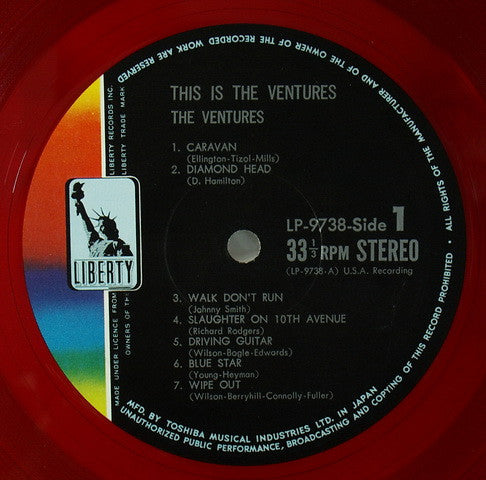 ALL RIGHTS OF THE MANUFACTURER AND OF THE OWNER OF THE RECORDED WORK ARE RESERVED
LIBERTY RECORDS INC.
LIBERTY TRADE MARK
MADE UNDER LICENCE FROM
OWNERS OF TH
LIBERTY
THIS IS THE VENTURES
THE VENTURES
1. CARAVAN
(Ellington-Tizol-Mills)
2. DIAMOND HEAD
(D. Hamilton)
LP-9738-Side 1
33 1/3 RPM STEREO
(LP-9738-A) U.S.A. Recording
3. WALK DON'T RUN
(Jahnny Smith)
4. SLAUGHTER ON 10TH AVENUE
(Richard Rodgers)
5. DRIVING GUITAR
(Wilson-Bagle-Edwards)
6. BLUE STAR
(Young-Heyman)
7. WIPE OUT
(Wilson-Berryhill-Connolly-Fuller)
MFD. BY TOSHIBA MUSICAL INDUSTRIES LTD. IN JAPAN
UNAUTHORIZED PUBLIC PERFORMANCE, BROADCASTING AND COPYING OF THIS RECORD PROHIBITED •